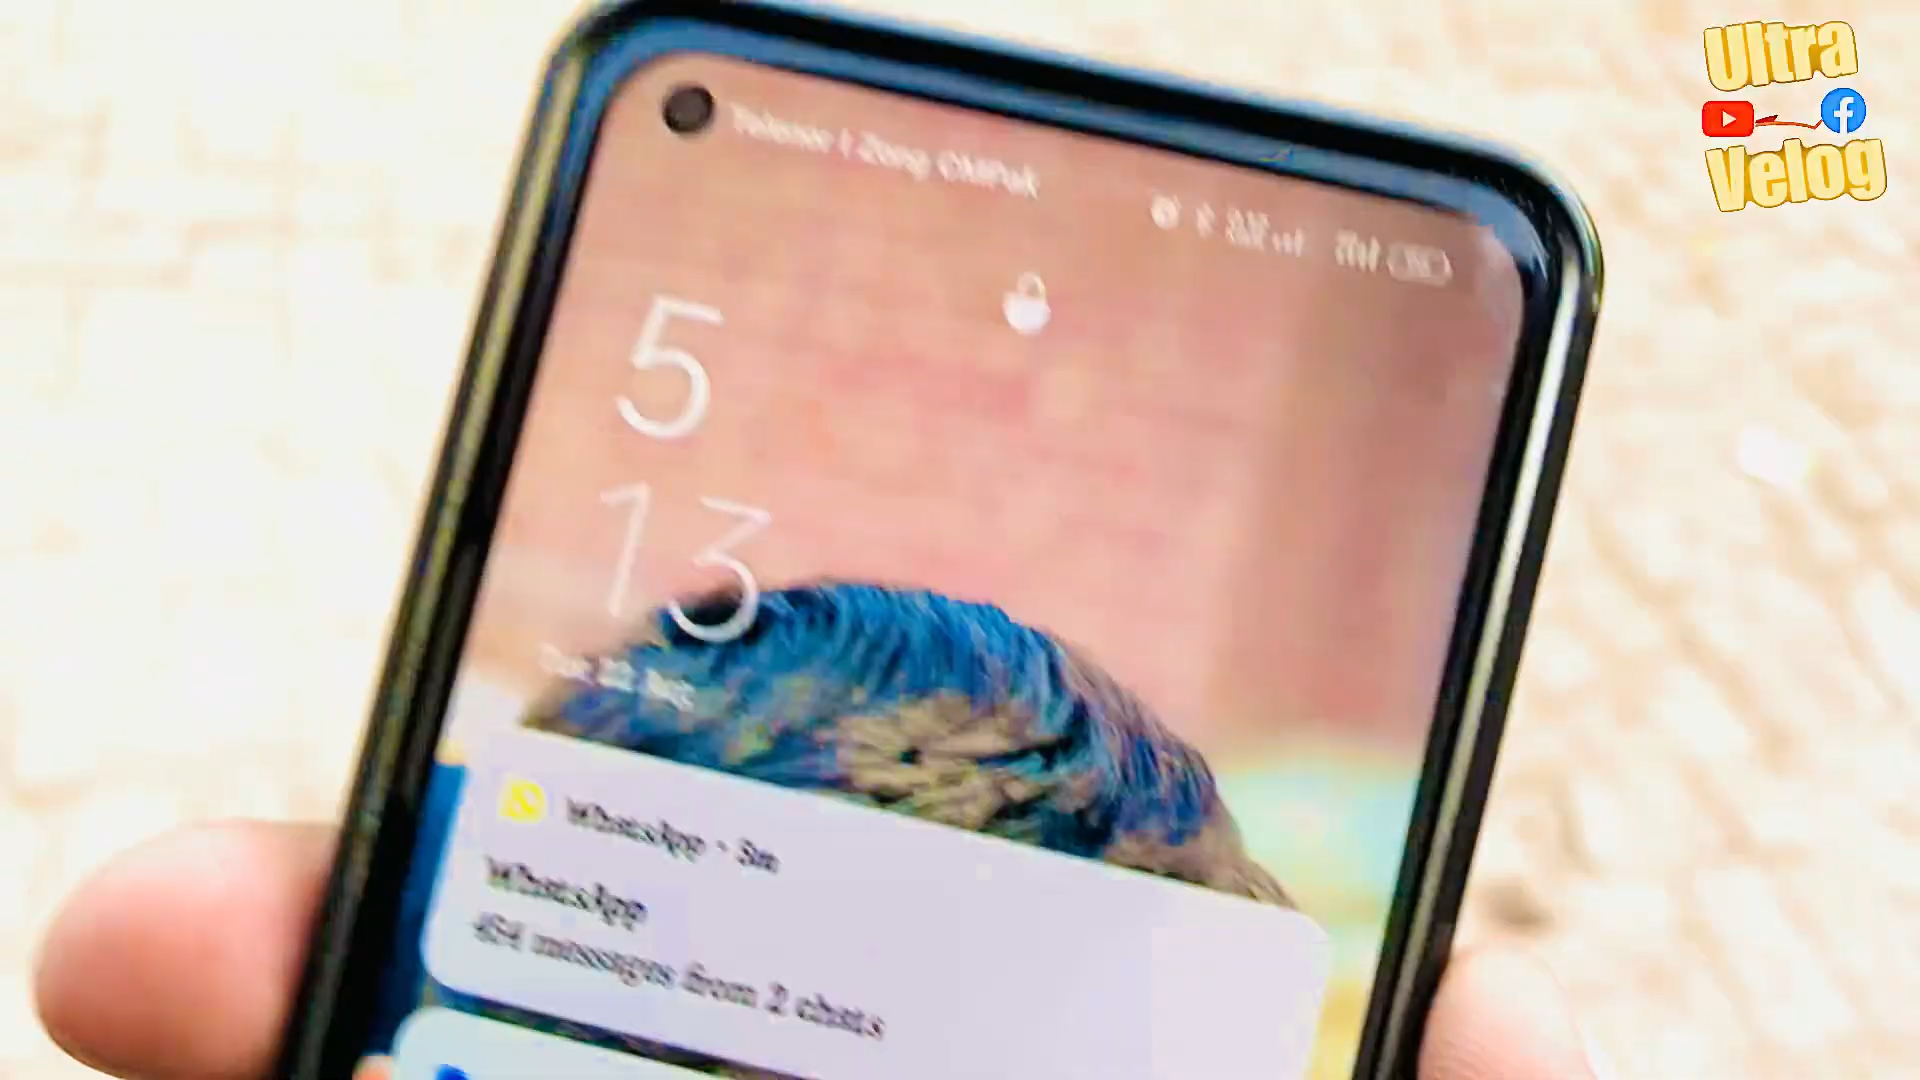 Ultra
Velog
Telenor | Zong CMPak
5
13
WhatsApp • 3m
WhatsApp
454 messages from 2 chats